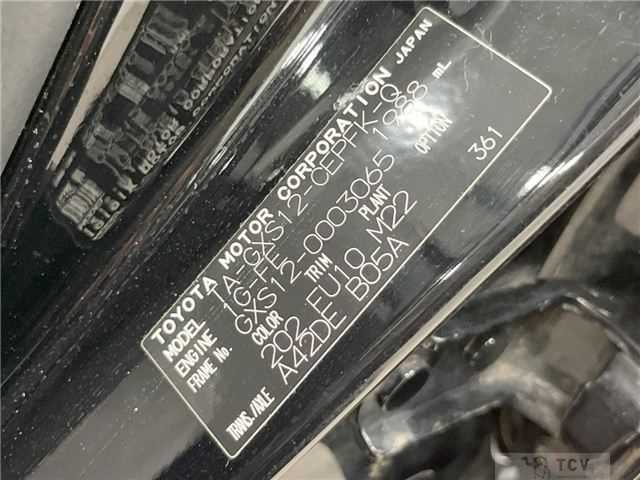 TOYOTA MOTOR CORPORATION JAPAN
MODEL TA-GXS12-CEPFK-Q
ENGINE 1G-FE 1988 mL
FRAME No. GXS12-0003065
COLOR TRIM PLANT OPTION
202 FU10 M22 361
TRANS./AXLE A42DE B05A
TCV